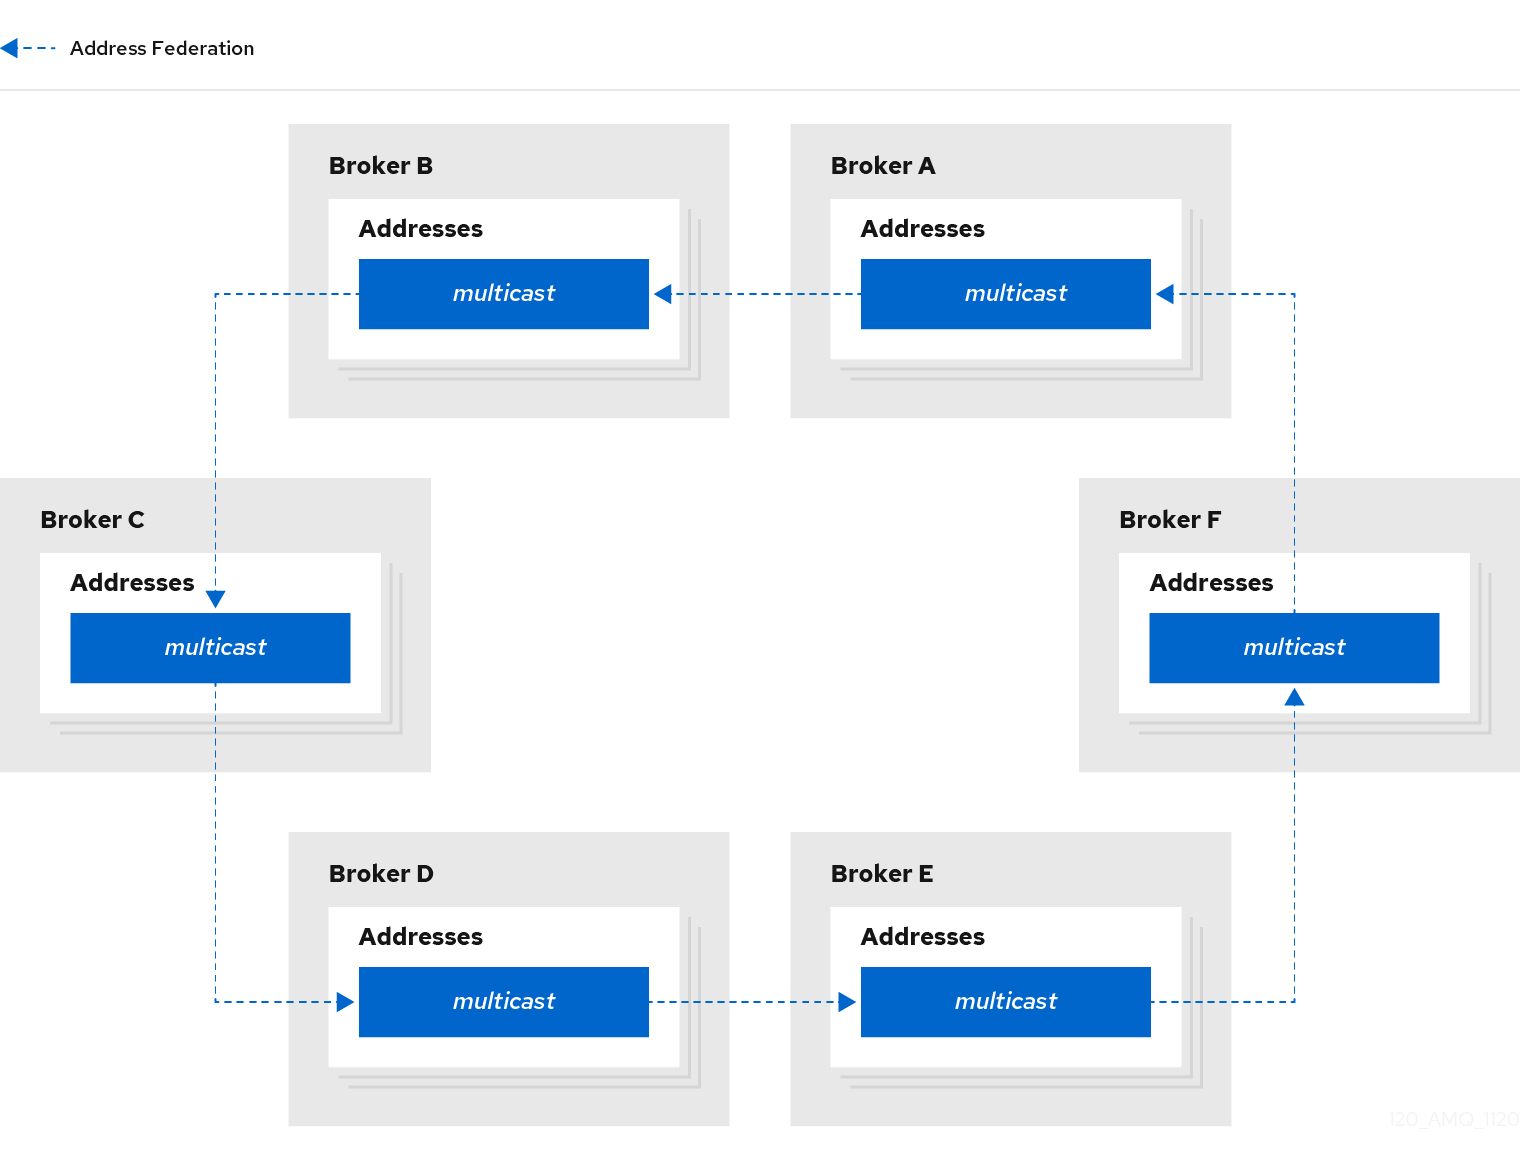 Address Federation
Broker B
Addresses
multicast
Broker A
Addresses
multicast
Broker C
Addresses
multicast
Broker F
Addresses
multicast
Broker D
Addresses
multicast
Broker E
Addresses
multicast
120_AMQ_1120